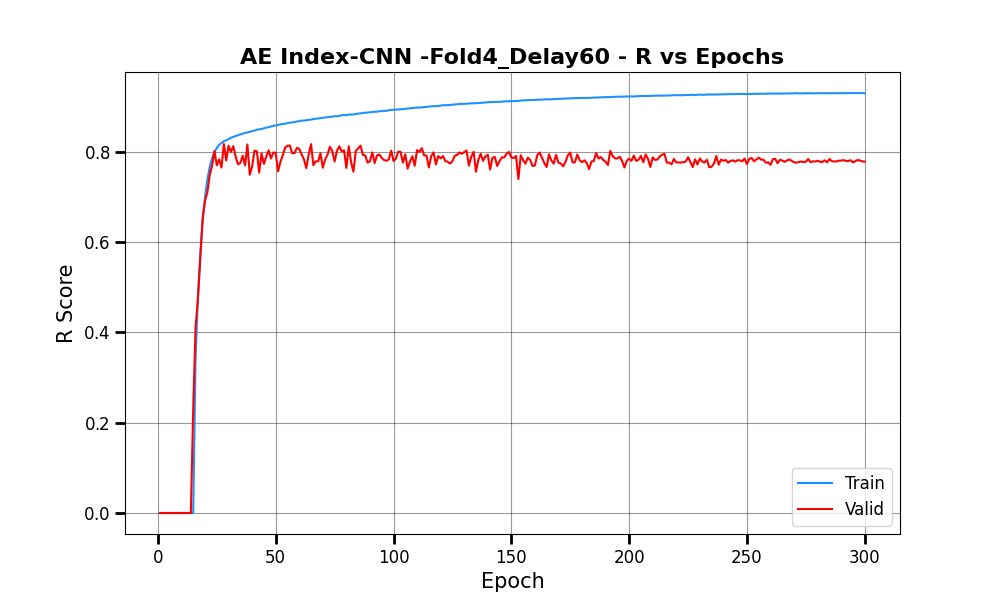 AE Index-CNN -Fold4_Delay60 - R vs Epochs
R Score
0.8
0.6
0.4
0.2
0.0
0 50 100 150 200 250 300
Epoch
Train
Valid